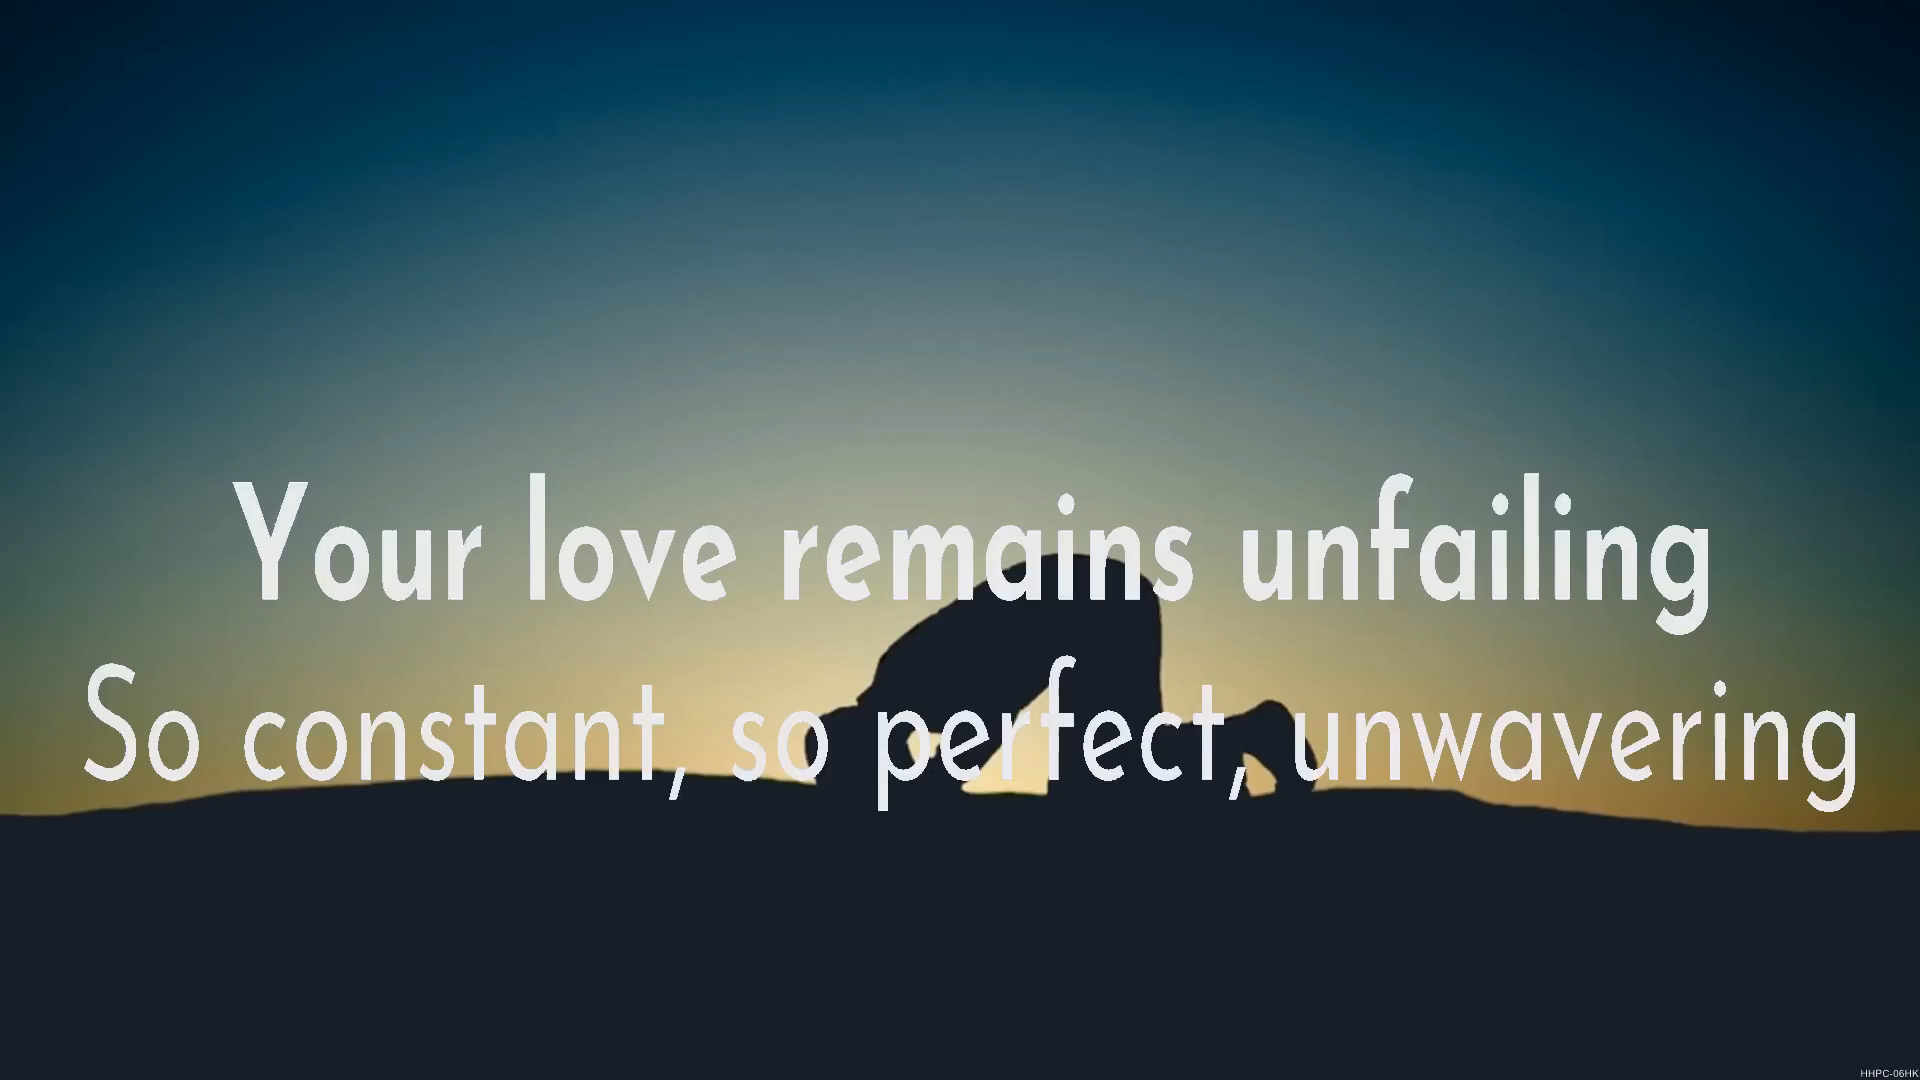 Your love remains unfailing
So constant, so perfect, unwavering
HHPC-06HK